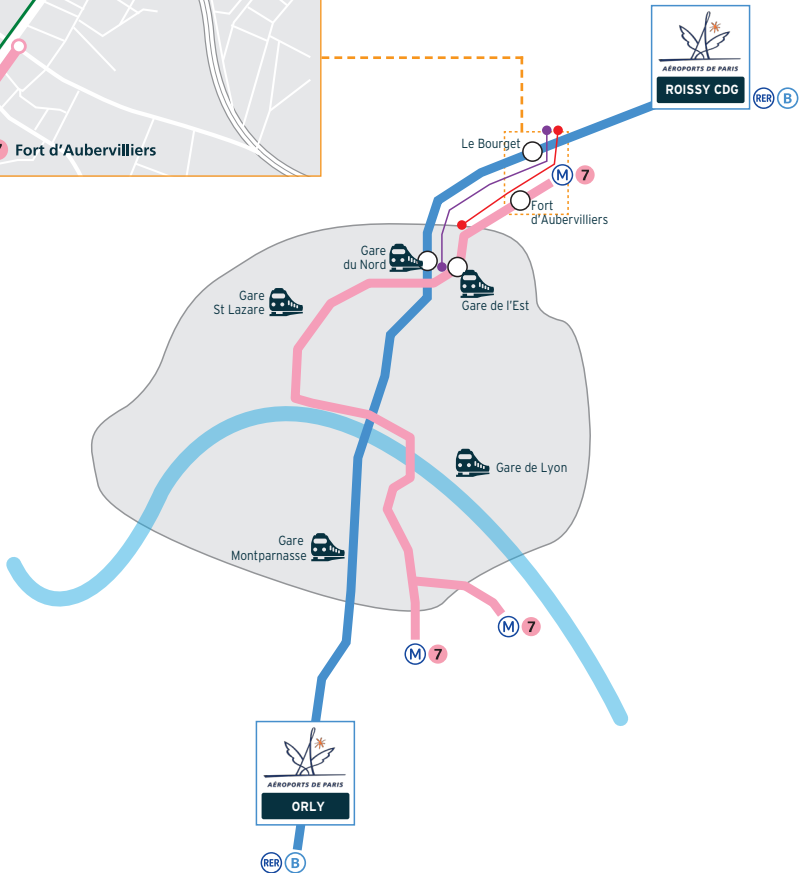 7 Fort d'Aubervilliers
AÉROPORTS DE PARIS
ROISSY CDG
RER B
Le Bourget
M 7
Fort
d'Aubervilliers
Gare
du Nord
Gare
St Lazare
Gare de l'Est
Gare de Lyon
Gare
Montparnasse
M 7
M 7
AÉROPORTS DE PARIS
ORLY
RER B